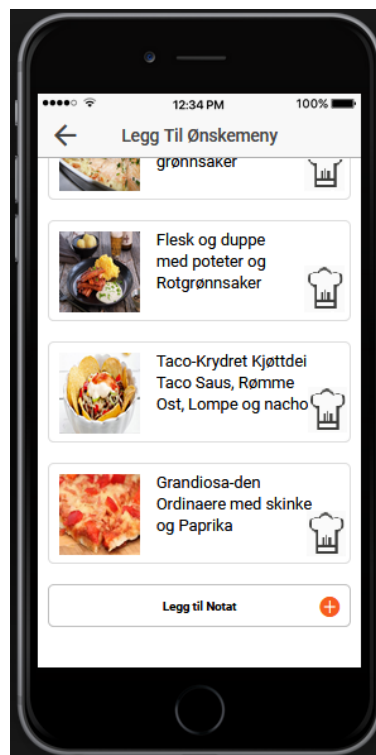 12:34 PM
100%
Legg Til Ønskemeny
grønnsaker
Flesk og duppe
med poteter og
Rotgrønnsaker
Taco-Krydret Kjøttdei
Taco Saus, Rømme
Ost, Lompe og nacho
Grandiosa-den
Ordinaere med skinke
og Paprika
Legg til Notat